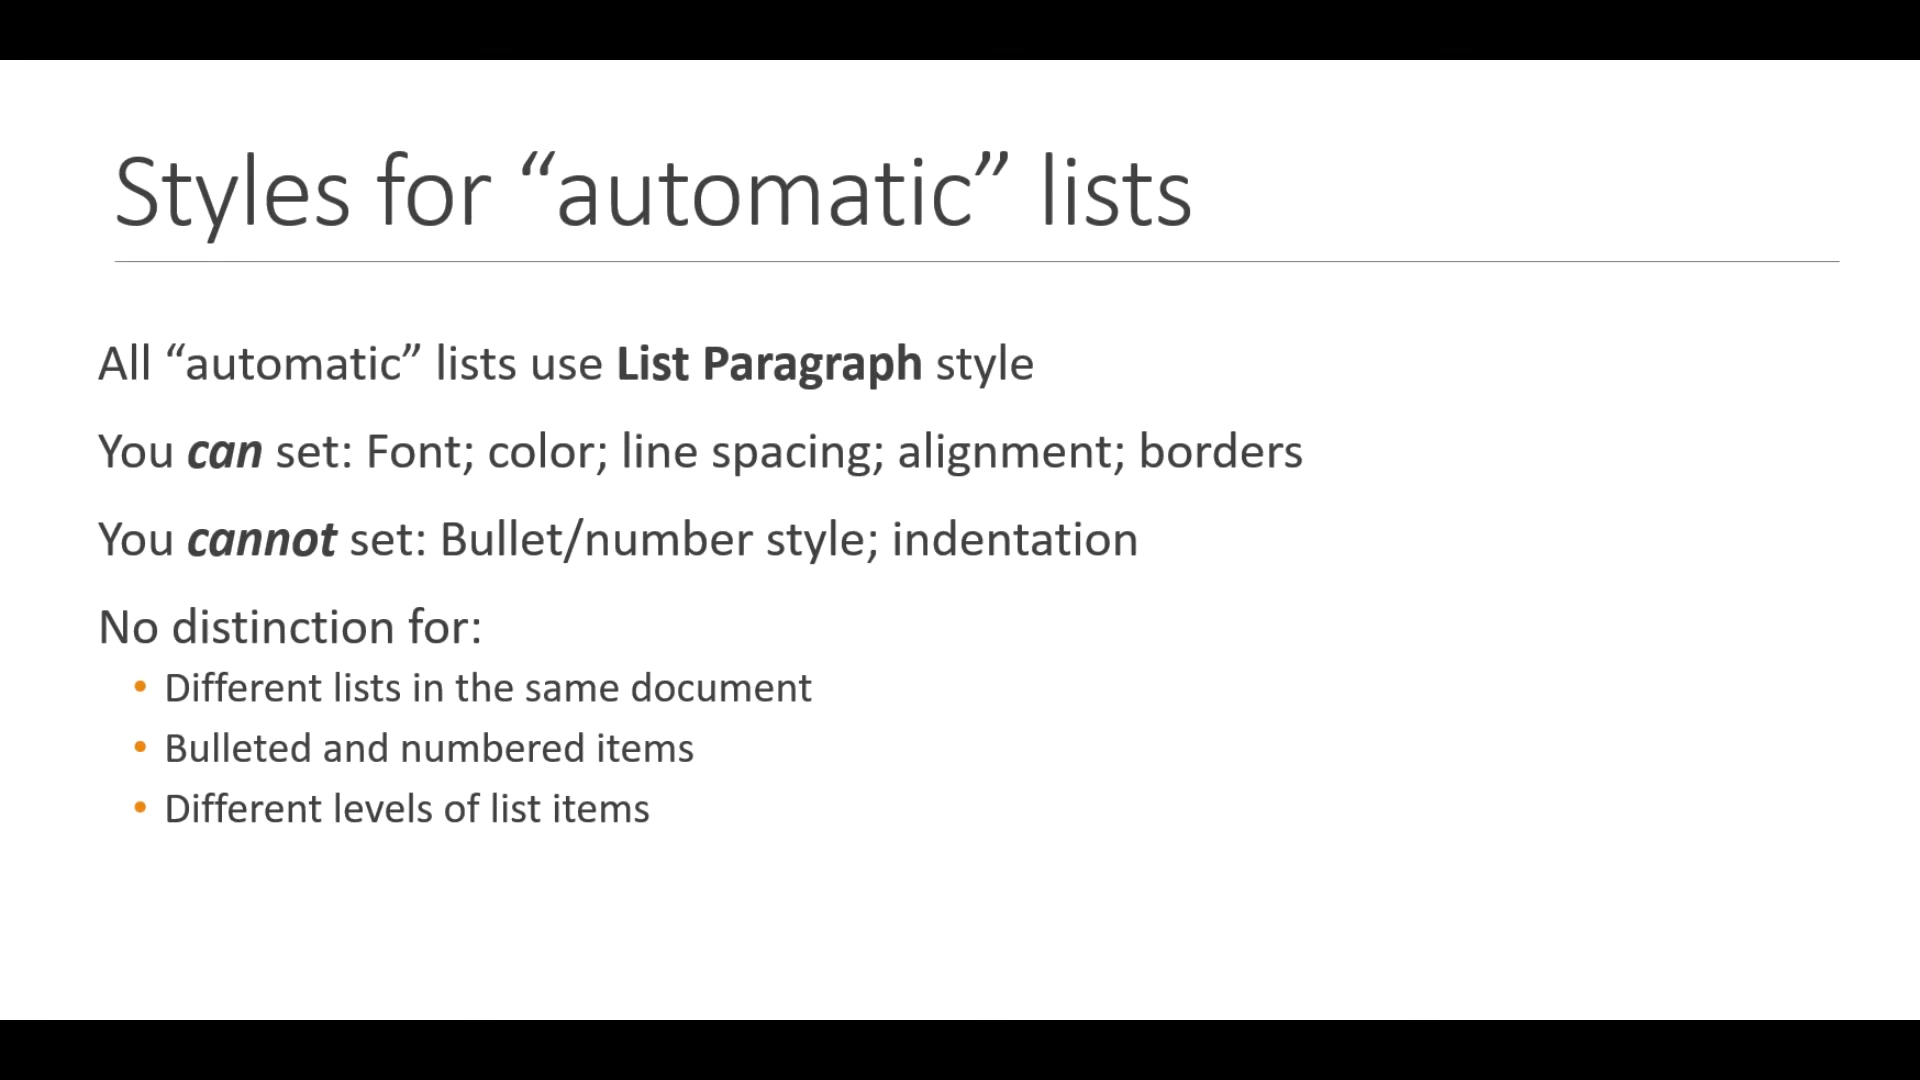 Styles for “automatic” lists
All “automatic” lists use List Paragraph style
You can set: Font; color; line spacing; alignment; borders
You cannot set: Bullet/number style; indentation
No distinction for:
• Different lists in the same document
• Bulleted and numbered items
• Different levels of list items